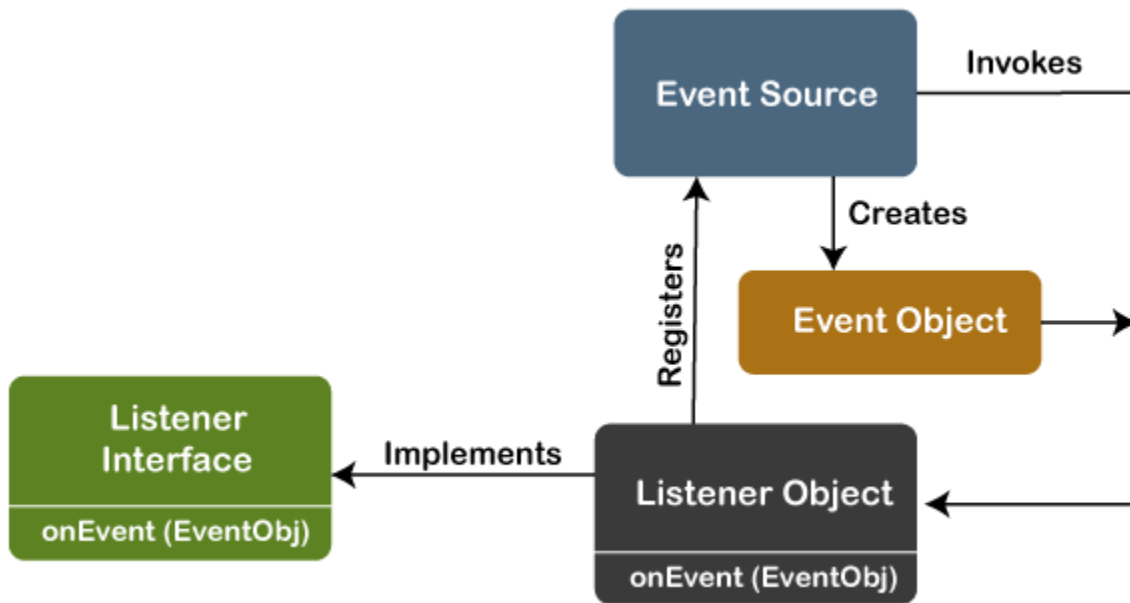 Invokes
Event Source
Creates
Registers
Event Object
Listener
Interface
Implements
Listener Object
onEvent (EventObj)
onEvent (EventObj)